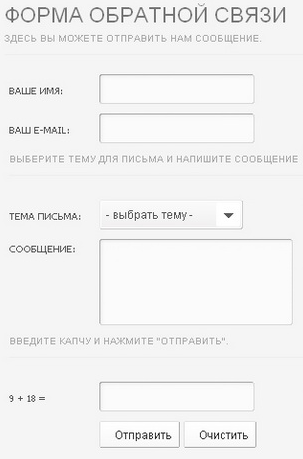 ФОРМА ОБРАТНОЙ СВЯЗИ
ЗДЕСЬ ВЫ МОЖЕТЕ ОТПРАВИТЬ НАМ СООБЩЕНИЕ.
ВАШЕ ИМЯ:
ВАШ E-MAIL:
ВЫБЕРИТЕ ТЕМУ ДЛЯ ПИСЬМА И НАПИШИТЕ СООБЩЕНИЕ
ТЕМА ПИСЬМА: - выбрать тему -
СООБЩЕНИЕ:
ВВЕДИТЕ КАПЧУ И НАЖМИТЕ "ОТПРАВИТЬ".
9 + 18 =
Отправить Очистить